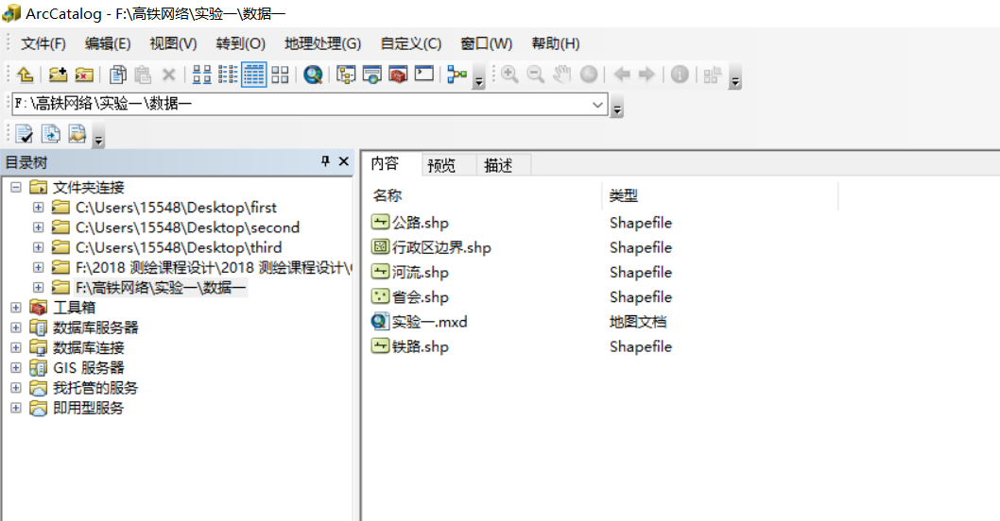 ArcCatalog - F:\高铁网络\实验一\数据一
文件(F) 编辑(E) 视图(V) 转到(O) 地理处理(G) 自定义(C) 窗口(W) 帮助(H)
F:\高铁网络\实验一\数据一
目录树
文件夹连接
C:\Users\15548\Desktop\first
C:\Users\15548\Desktop\second
C:\Users\15548\Desktop\third
F:\2018 测绘课程设计\2018 测绘课程设计\
F:\高铁网络\实验一\数据一
工具箱
数据库服务器
数据库连接
GIS 服务器
我托管的服务
即用型服务
内容 预览 描述
名称 类型
公路.shp Shapefile
行政区边界.shp Shapefile
河流.shp Shapefile
省会.shp Shapefile
实验一.mxd 地图文档
铁路.shp Shapefile